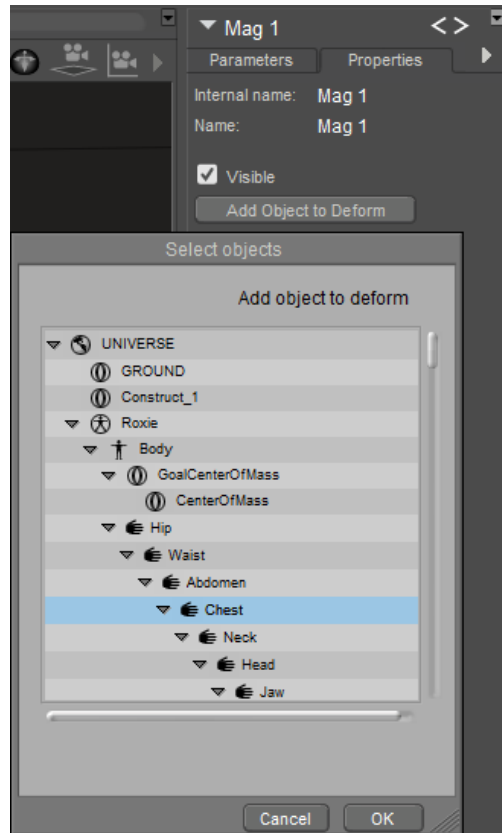 Mag 1
Parameters Properties
Internal name: Mag 1
Name: Mag 1
Visible
Add Object to Deform
Select objects
Add object to deform
UNIVERSE
GROUND
Construct_1
Roxie
Body
GoalCenterOfMass
CenterOfMass
Hip
Waist
Abdomen
Chest
Neck
Head
Jaw
Cancel OK